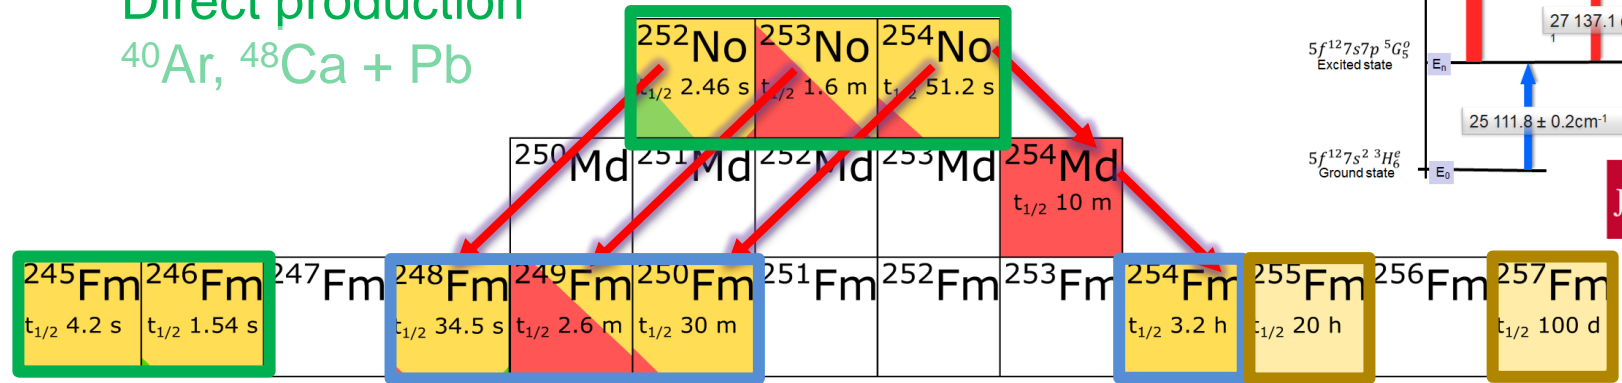 Direct production
⁴⁰Ar, ⁴⁸Ca + Pb
²⁵²No ²⁵³No ²⁵⁴No
t₁/₂ 2.46 s t₁/₂ 1.6 m t₁/₂ 51.2 s
²⁵⁰Md ²⁵¹Md ²⁵²Md ²⁵³Md ²⁵⁴Md
t₁/₂ 10 m
²⁴⁵Fm ²⁴⁶Fm ²⁴⁷Fm ²⁴⁸Fm ²⁴⁹Fm ²⁵⁰Fm ²⁵¹Fm ²⁵²Fm ²⁵³Fm ²⁵⁴Fm ²⁵⁵Fm ²⁵⁶Fm ²⁵⁷Fm
t₁/₂ 4.2 s t₁/₂ 1.54 s t₁/₂ 34.5 s t₁/₂ 2.6 m t₁/₂ 30 m t₁/₂ 3.2 h t₁/₂ 20 h t₁/₂ 100 d
27 137.1
1
5f¹²7s7p ⁵G₅ᵒ
Excited state
Eₙ
25 111.8 ± 0.2cm⁻¹
5f¹²7s² ³H₆ᵉ
Ground state
E₀
J